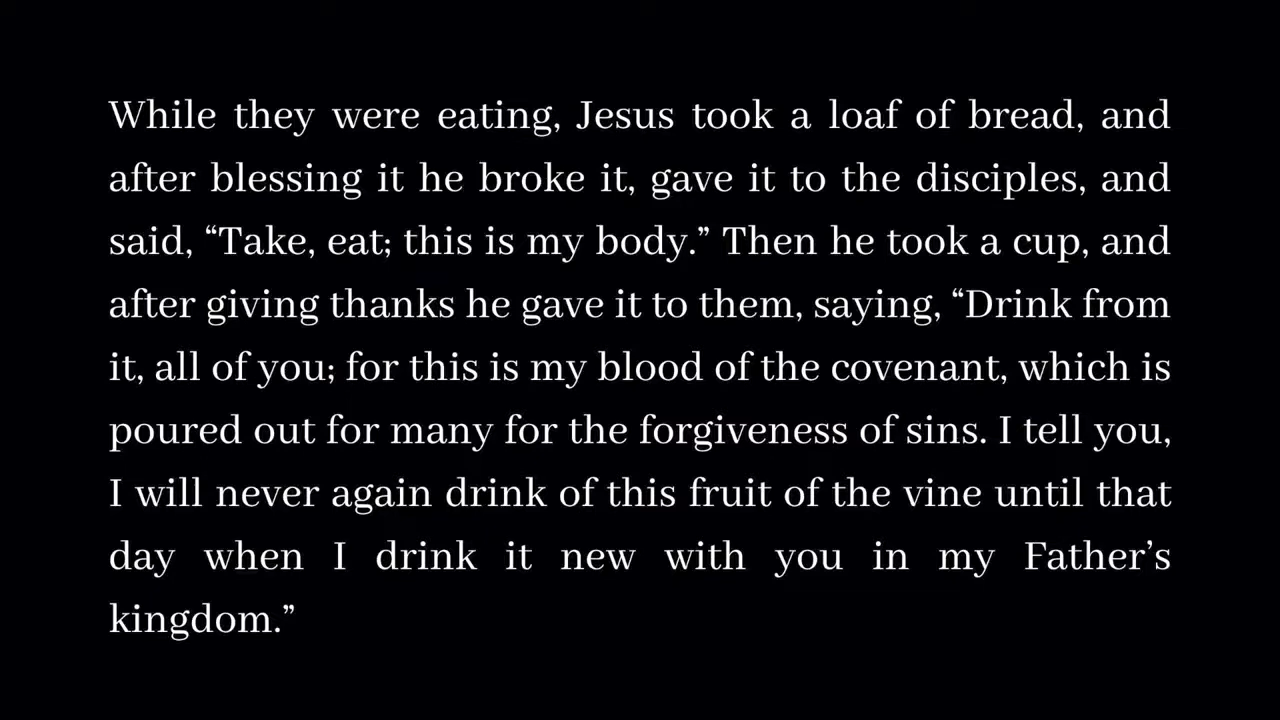 While they were eating, Jesus took a loaf of bread, and
after blessing it he broke it, gave it to the disciples, and
said, “Take, eat; this is my body.” Then he took a cup, and
after giving thanks he gave it to them, saying, “Drink from
it, all of you; for this is my blood of the covenant, which is
poured out for many for the forgiveness of sins. I tell you,
I will never again drink of this fruit of the vine until that
day when I drink it new with you in my Father’s
kingdom.”